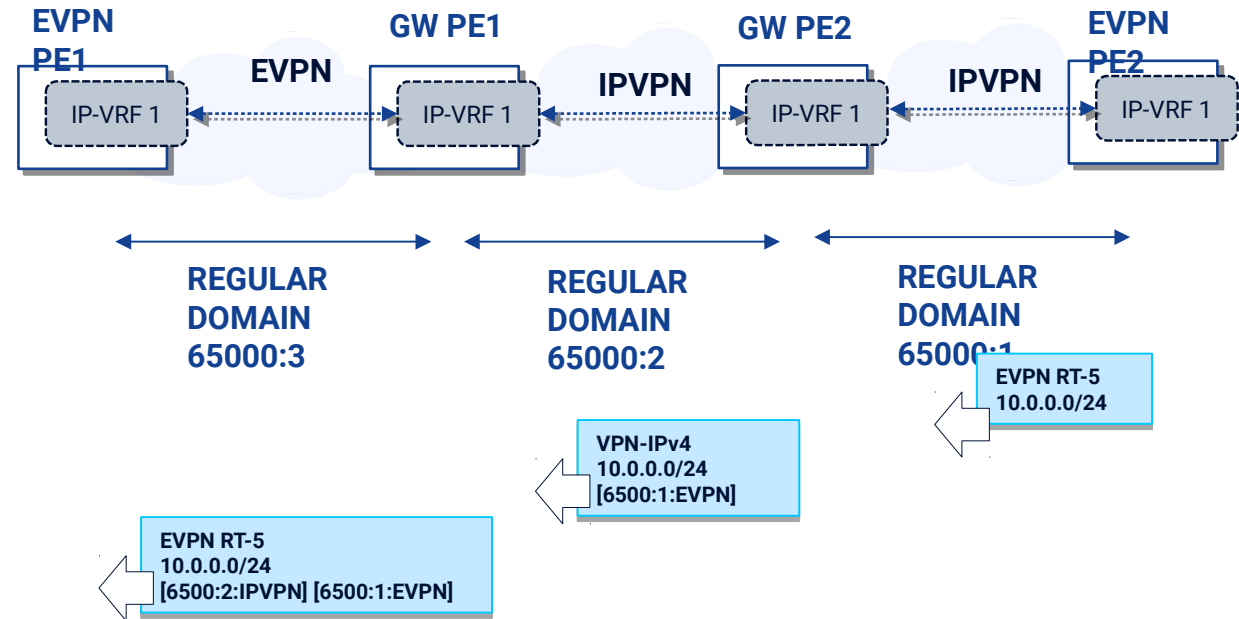 EVPN
PE1
GW PE1
GW PE2
EVPN
PE2
EVPN
IPVPN
IPVPN
IP-VRF 1
IP-VRF 1
IP-VRF 1
IP-VRF 1
REGULAR
DOMAIN
65000:3
REGULAR
DOMAIN
65000:2
REGULAR
DOMAIN
65000:1
EVPN RT-5
10.0.0.0/24
VPN-IPv4
10.0.0.0/24
[6500:1:EVPN]
EVPN RT-5
10.0.0.0/24
[6500:2:IPVPN] [6500:1:EVPN]